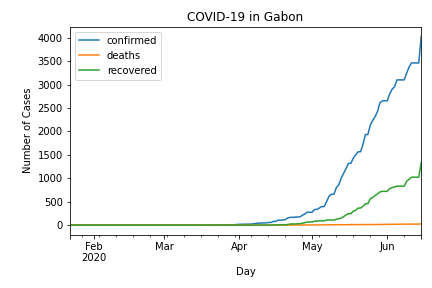 COVID-19 in Gabon
confirmed
deaths
recovered
Number of Cases
4000
3500
3000
2500
2000
1500
1000
500
0
Feb
2020
Mar
Apr
May
Jun
Day